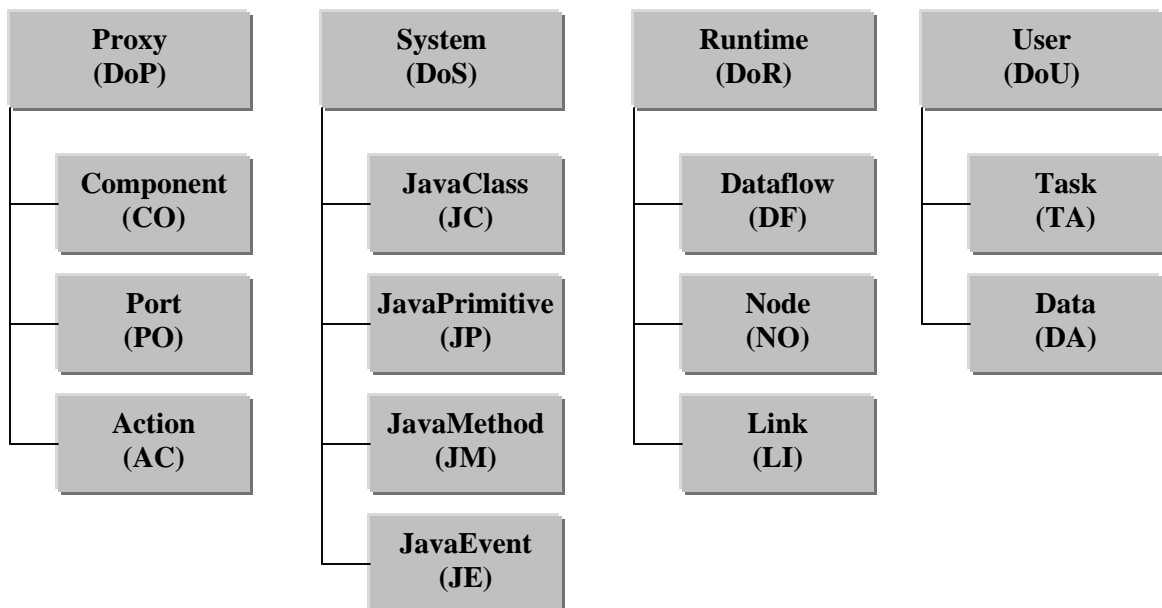 Proxy
(DoP)
Component
(CO)
Port
(PO)
Action
(AC)
System
(DoS)
JavaClass
(JC)
JavaPrimitive
(JP)
JavaMethod
(JM)
JavaEvent
(JE)
Runtime
(DoR)
Dataflow
(DF)
Node
(NO)
Link
(LI)
User
(DoU)
Task
(TA)
Data
(DA)